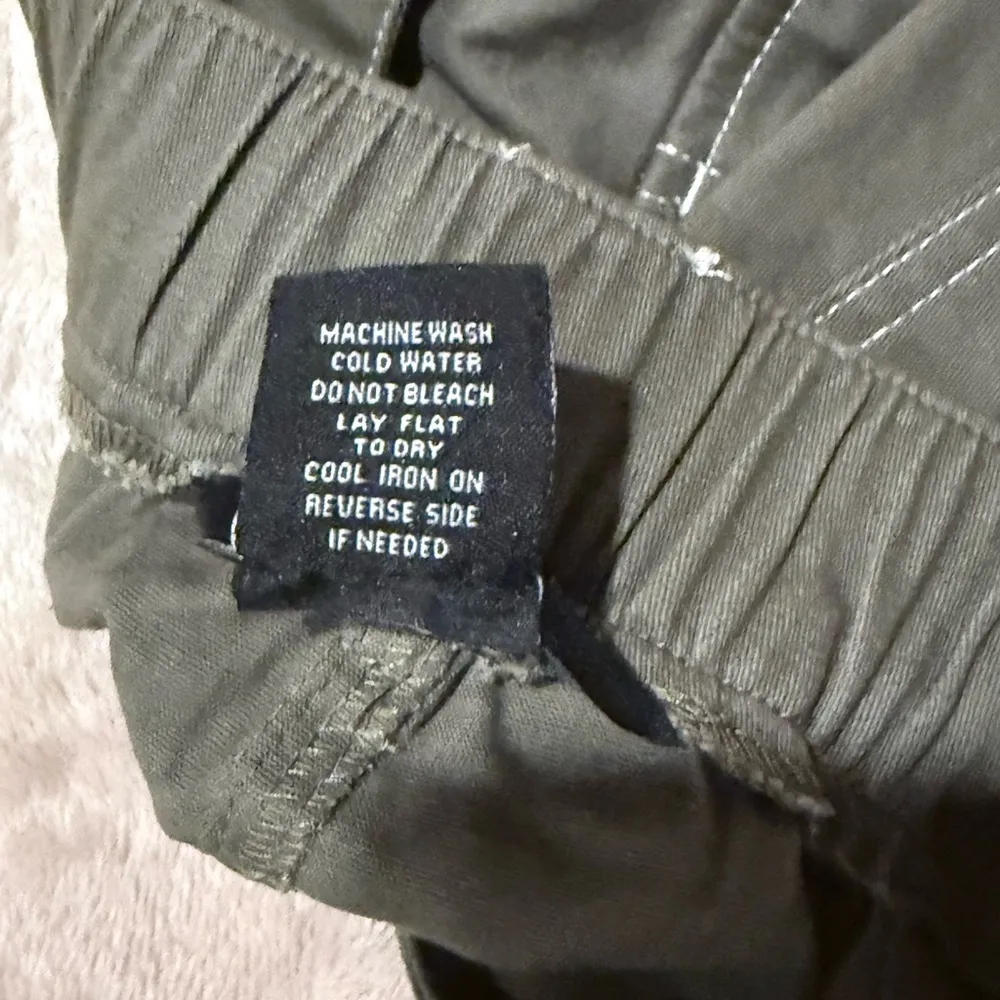 MACHINE WASH
COLD WATER
DO NOT BLEACH
LAY FLAT
TO DRY
COOL IRON ON
REVERSE SIDE
IF NEEDED